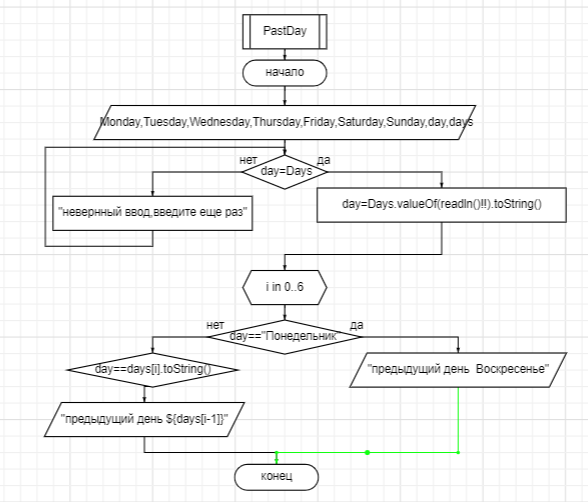 PastDay
начало
Monday,Tuesday,Wednesday,Thursday,Friday,Saturday,Sunday,day,days
нет
да
day=Days
"невернный ввод,введите еще раз"
day=Days.valueOf(readln()!!).toString()
i in 0..6
нет
да
day=="Понедельник"
day==days[i].toString()
"предыдущий день Воскресенье"
"предыдущий день ${days[i-1]}"
конец